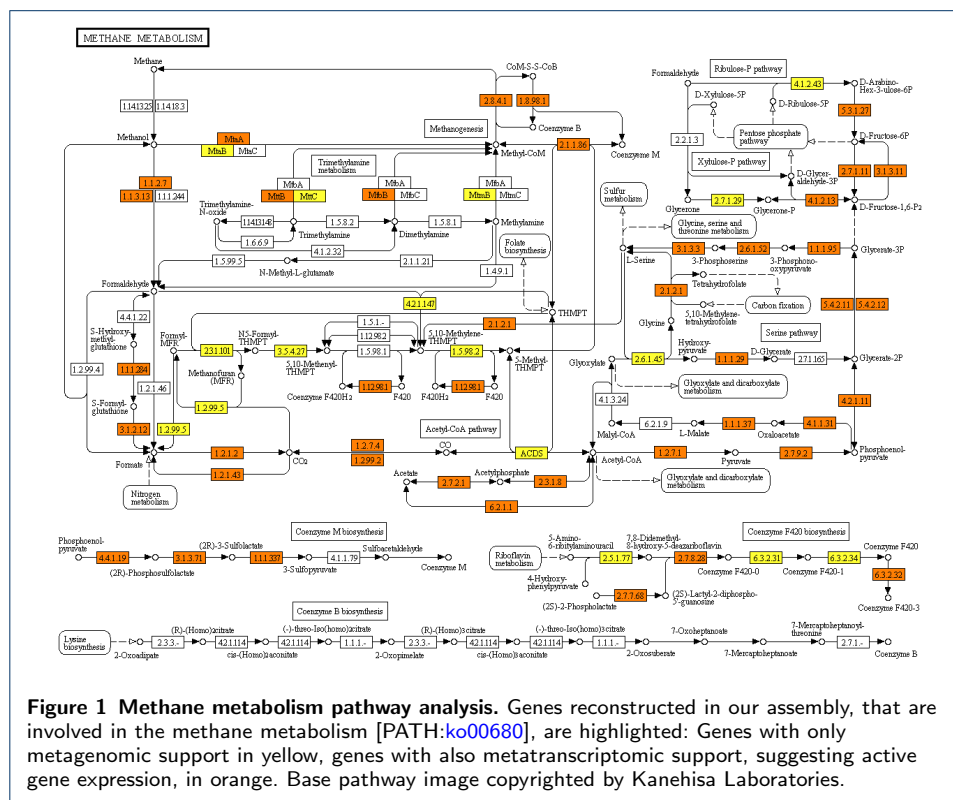 METHANE METABOLISM
Methane
CoM-S-S-CoB
1.14.13.25 1.14.18.3
2.8.4.1 1.8.98.1
Coenzyme B
Methanol
MtaA
MtaB MtaC
Methanogenesis
Methyl-CoM
2.1.1.86
Coenzyeme M
Trimethylamine metabolism
MtbA
MttB MttC
MtbA
MtbB MtbC
MtbA
MtmB MtmC
1.1.2.7
1.1.3.13 1.1.1.244
Trimethylamine-
N-oxide
1.14.13.148
1.6.6.9
Trimethylamine
1.5.8.2
4.1.2.32
Dimethylamine
1.5.8.1
Methylamine
1.5.99.5
N-Methyl-L-glutamate
2.1.1.21
1.4.9.1
Folate
biosynthesis
Formaldehyde
Ribulose-P pathway
4.1.2.43
D-Arabino-
Hex-3-ulose-6P
D-Xylulose-5P
D-Ribulose-5P
5.3.1.27
2.2.1.3
Pentose phosphate
pathway
D-Fructose-6P
Xylulose-P pathway
D-Glycer-
aldehyde-3P
2.7.1.11 3.1.3.11
Glycerone
2.7.1.29
Glycerone-P
4.1.2.13
D-Fructose-1,6-P2
Sulfur
metabolism
Glycine, serine and
threonine metabolism
L-Serine
3.1.3.3
3-Phosphoserine
2.6.1.52
3-Phosphono-
oxypyruvate
1.1.1.95
Glycerate-3P
Tetrahydrofolate
2.1.2.1
Carbon fixation
5,10-Methylene-
tetrahydrofolate
5.4.2.11 5.4.2.12
Serine pathway
Glycine
Glyoxylate
2.6.1.45
Hydroxy-
pyruvate
1.1.1.29
D-Glycerate
2.7.1.165
Glycerate-2P
Glyoxylate and dicarboxylate
metabolism
4.1.3.24
4.2.1.11
Malyl-CoA
6.2.1.9
L-Malate
1.1.1.37
Oxaloacetate
4.1.1.31
Formaldehyde
4.2.1.147
THMPT
4.4.1.22
S-Hydroxy-
methyl-
glutathione
Formyl-
MFR
2.3.1.101
N5-Formyl-
THMPT
3.5.4.27
5,10-Methenyl-
THMPT
1.5.1.-
1.12.98.2
1.5.98.1
5,10-Methylene-
THMPT
2.1.2.1
1.5.98.2
5-Methyl-
THMPT
1.1.1.284
Methanofuran
(MFR)
1.2.99.4
1.2.1.46
Coenzyme F420H2
1.12.98.1
F420
F420H2
1.12.98.1
F420
S-Formyl-
glutathione
1.2.99.5
3.1.2.12
1.2.99.5
Acetyl-CoA pathway
Formate
1.2.1.2
1.2.1.43
CO2
1.2.7.4
1.2.99.2
CO
ACDS
Acetyl-CoA
1.2.7.1
Pyruvate
2.7.9.2
Phosphoenol-
pyruvate
Nitrogen
metabolism
Acetate
2.7.2.1
Acetylphosphate
2.3.1.8
6.2.1.1
Glyoxylate and dicarboxylate
metabolism
Coenzyme M biosynthesis
Phosphoenol-
pyruvate
4.4.1.19
(2R)-Phosphosulfolactate
3.1.3.71
(2R)-3-Sulfolactate
1.1.1.337
3-Sulfopyruvate
4.1.1.79
Sulfoacetaldehyde
Coenzyme M
Coenzyme F420 biosynthesis
Riboflavin
metabolism
5-Amino-
6-ribitylaminouracil
2.5.1.77
7,8-Didemethyl-
8-hydroxy-5-deazariboflavin
2.7.8.28
Coenzyme F420-0
6.3.2.31
Coenzyme F420-1
6.3.2.34
Coenzyme F420
6.3.2.32
Coenzyme F420-3
4-Hydroxy-
phenylpyruvate
(2S)-2-Phospholactate
2.7.7.68
(2S)-Lactyl-2-diphospho-
5'-guanosine
Coenzyme B biosynthesis
Lysine
biosynthesis
2-Oxoadipate
2.3.3.-
(R)-(Homo)2citrate
4.2.1.114
cis-(Homo)2aconitate
4.2.1.114
(-)-threo-Iso(homo)2citrate
1.1.1.-
2-Oxopimelate
2.3.3.-
(R)-(Homo)3citrate
4.2.1.114
cis-(Homo)3aconitate
4.2.1.114
(-)-threo-Iso(homo)3citrate
1.1.1.-
2-Oxosuberate
7-Oxoheptanoate
7-Mercaptoheptanoate
7-Mercaptoheptanoyl-
threonine
2.7.1.-
Coenzyme B
Figure 1 Methane metabolism pathway analysis. Genes reconstructed in our assembly, that are
involved in the methane metabolism [PATH:ko00680], are highlighted: Genes with only
metagenomic support in yellow, genes with also metatranscriptomic support, suggesting active
gene expression, in orange. Base pathway image copyrighted by Kanehisa Laboratories.